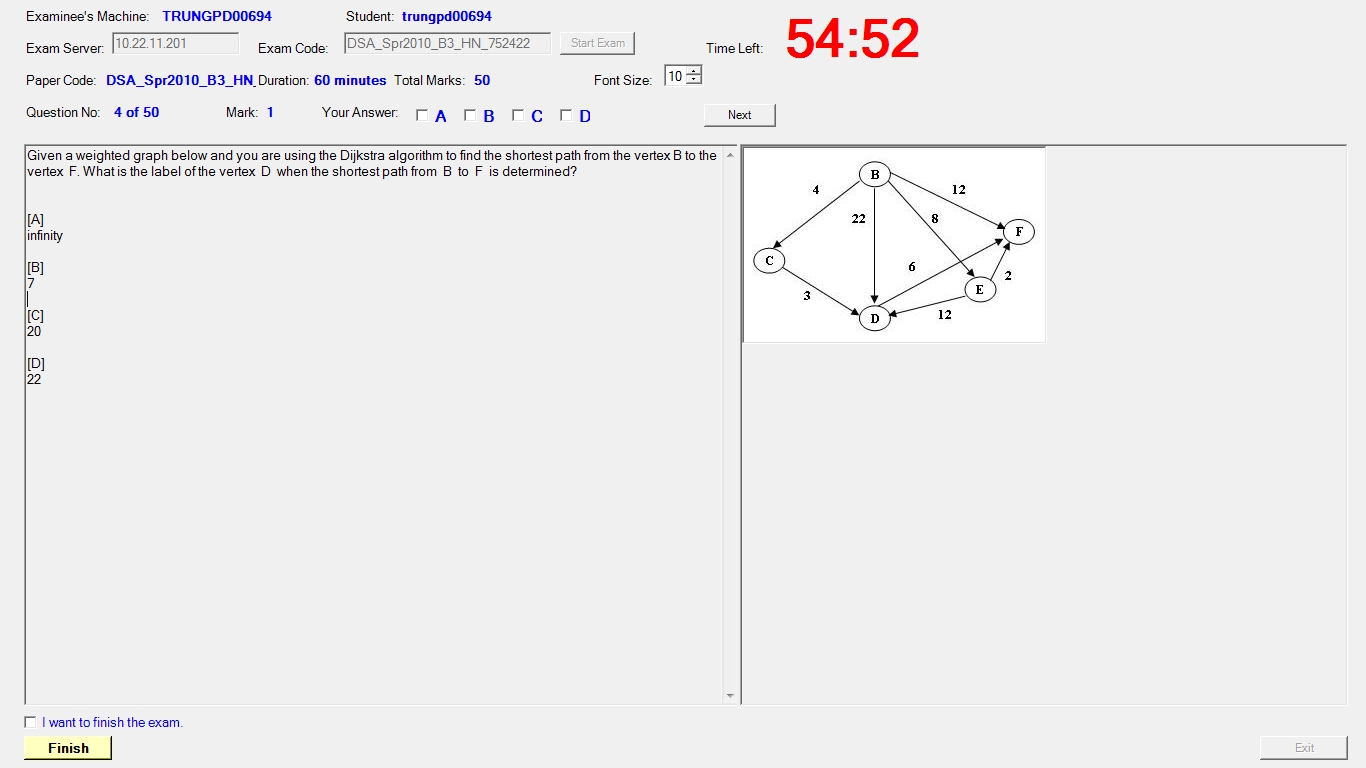 Examinee's Machine: TRUNGPD00694 Student: trungpd00694
Exam Server: 10.22.11.201 Exam Code: DSA_Spr2010_B3_HN_752422 Start Exam Time Left: 54:52
Paper Code: DSA_Spr2010_B3_HN_ Duration: 60 minutes Total Marks: 50 Font Size: 10
Question No: 4 of 50 Mark: 1 Your Answer: A B C D Next
Given a weighted graph below and you are using the Dijkstra algorithm to find the shortest path from the vertex B to the
vertex F. What is the label of the vertex D when the shortest path from B to F is determined?
[A]
infinity
[B]
7
[C]
20
[D]
22
B
4
12
22
8
F
C
6
E
2
3
D
12
I want to finish the exam.
Finish
Exit